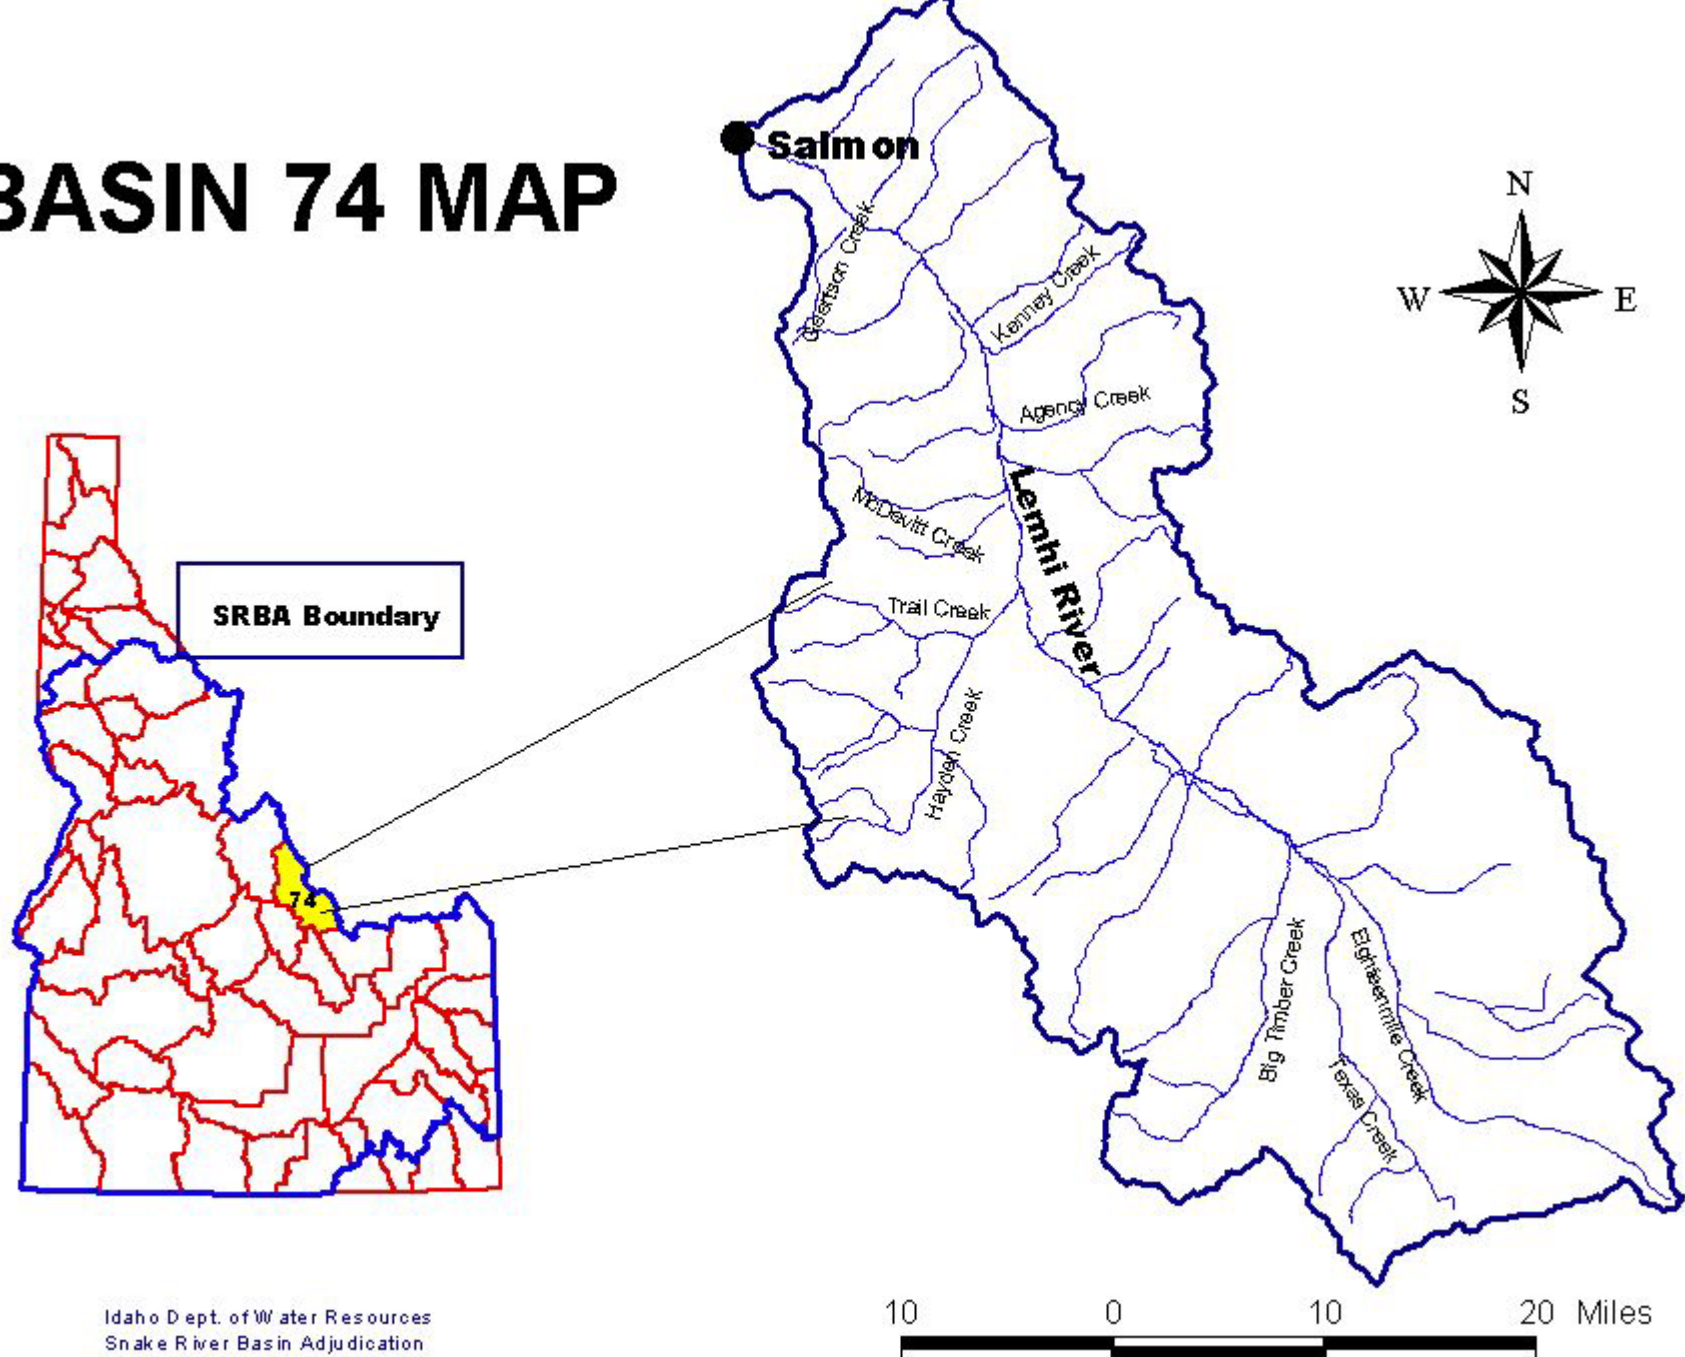 BASIN 74 MAP
Salmon
N
W
E
S
Geertson Creek
Kenney Creek
Agency Creek
McDevitt Creek
Lemhi River
Trail Creek
Hayden Creek
SRBA Boundary
74
Big Timber Creek
Eighteenmile Creek
Texas Creek
10 0 10 20 Miles
Idaho Dept. of Water Resources
Snake River Basin Adjudication